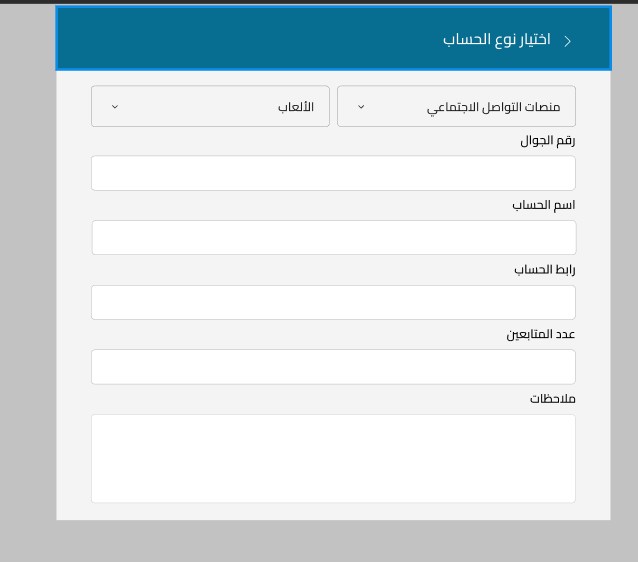 اختيار نوع الحساب
منصات التواصل الاجتماعي
الألعاب
رقم الجوال
اسم الحساب
رابط الحساب
عدد المتابعين
ملاحظات